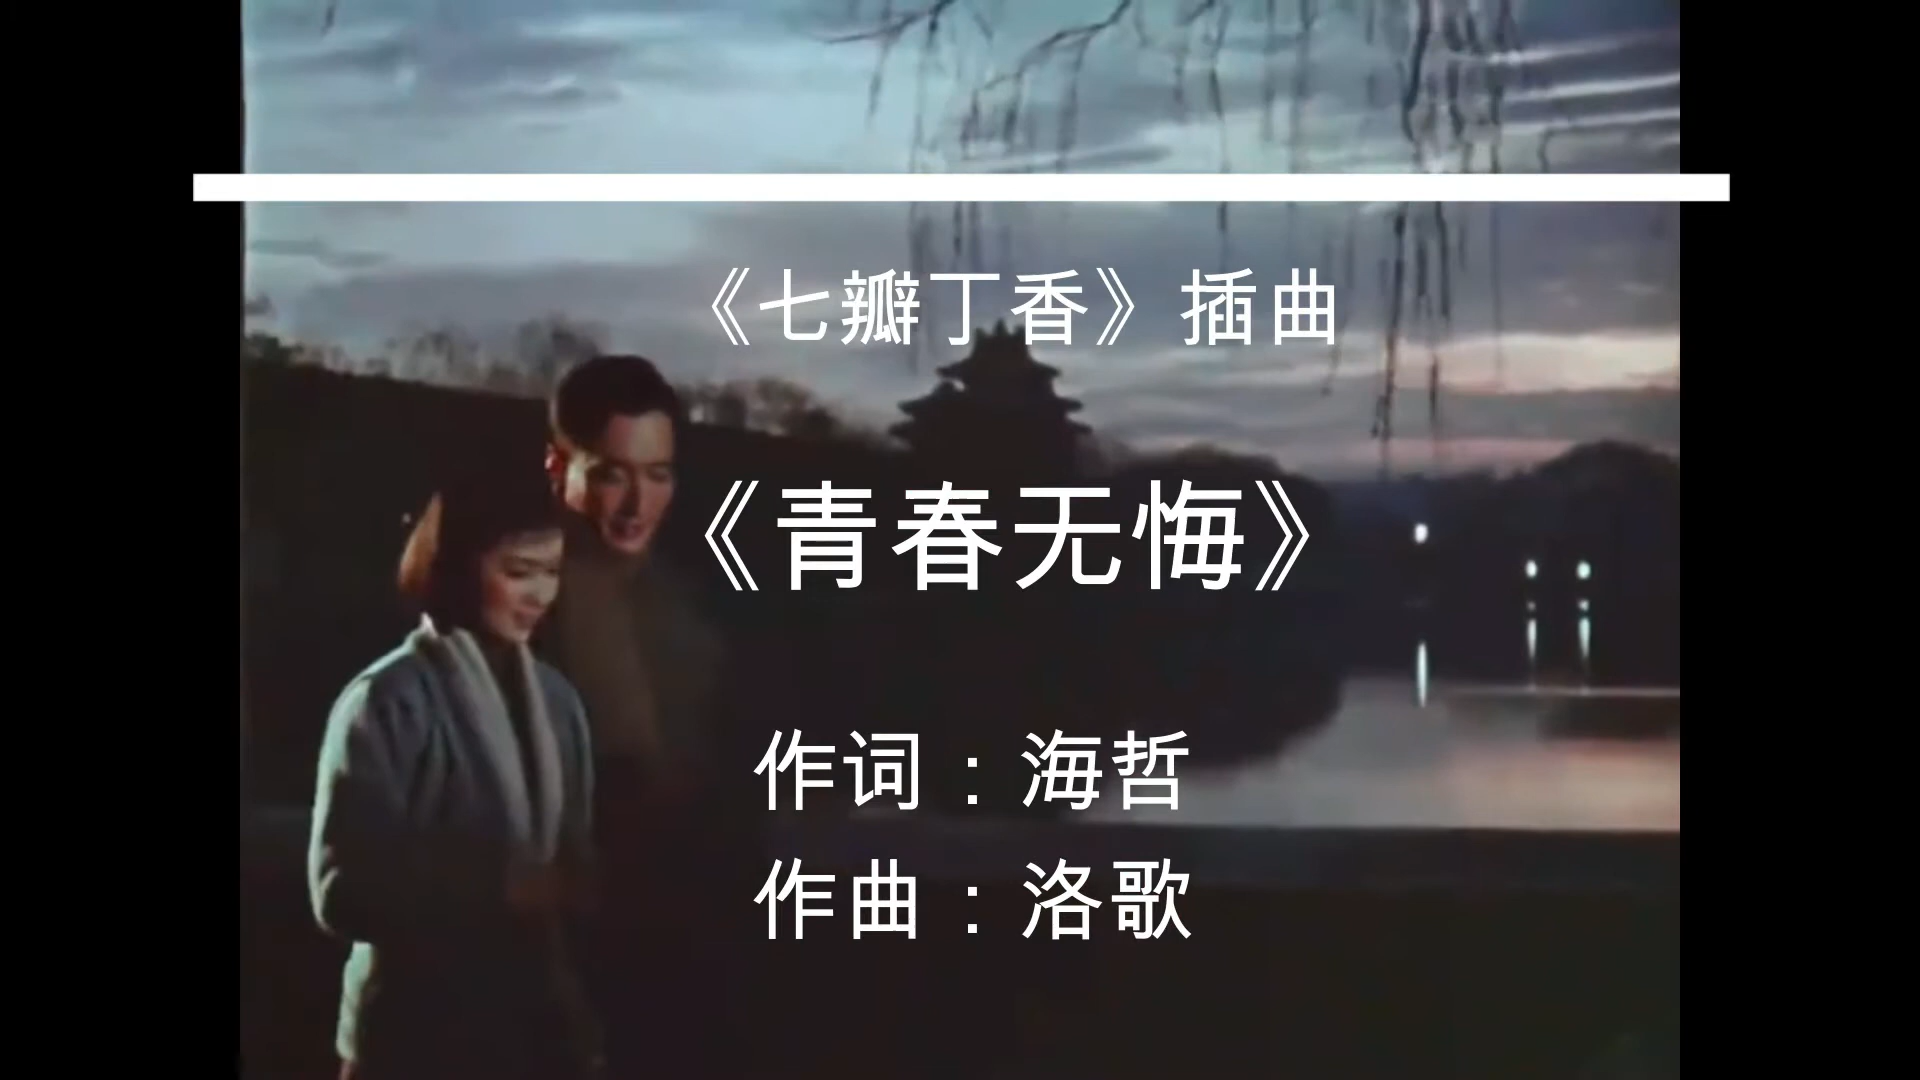 《七瓣丁香》插曲
《青春无悔》
作词：海哲
作曲：洛歌